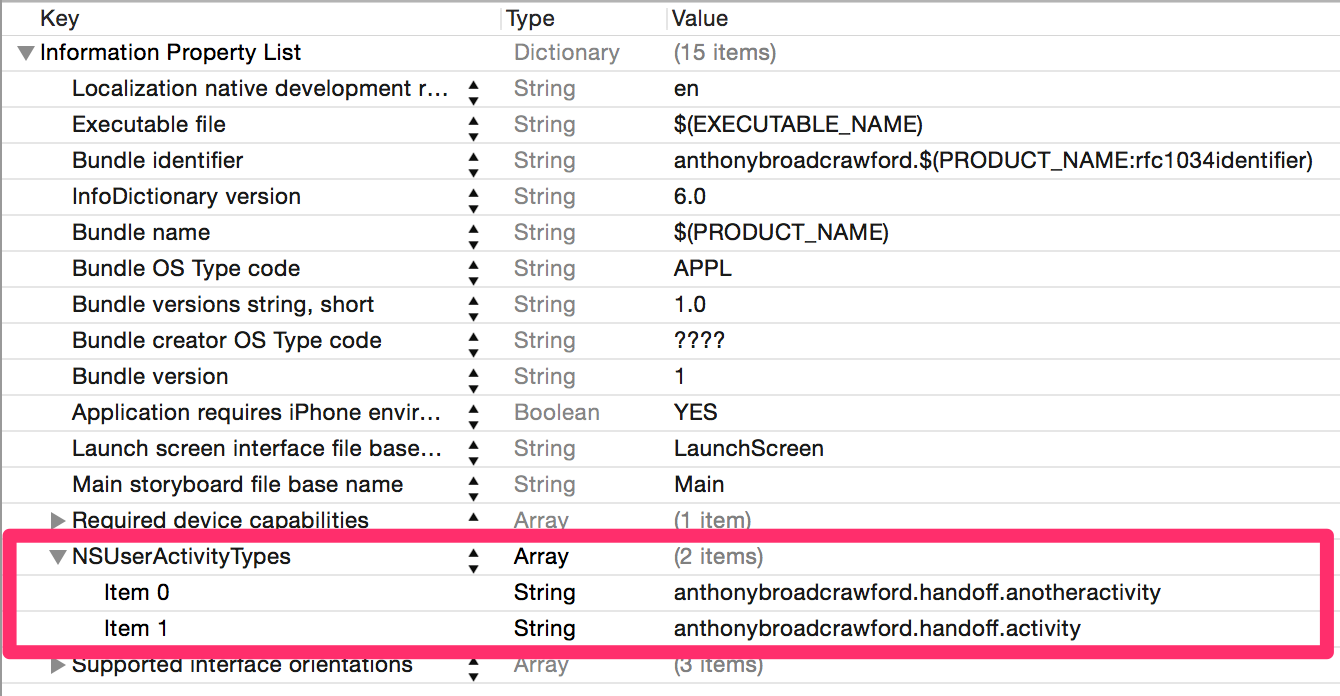 Key Type Value
Information Property List Dictionary (15 items)
Localization native development r... String en
Executable file String $(EXECUTABLE_NAME)
Bundle identifier String anthonybroadcrawford.$(PRODUCT_NAME:rfc1034identifier)
InfoDictionary version String 6.0
Bundle name String $(PRODUCT_NAME)
Bundle OS Type code String APPL
Bundle versions string, short String 1.0
Bundle creator OS Type code String ????
Bundle version String 1
Application requires iPhone envir... Boolean YES
Launch screen interface file base... String LaunchScreen
Main storyboard file base name String Main
Required device capabilities Array (1 item)
NSUserActivityTypes Array (2 items)
Item 0 String anthonybroadcrawford.handoff.anotheractivity
Item 1 String anthonybroadcrawford.handoff.activity
Supported interface orientations Array (3 items)